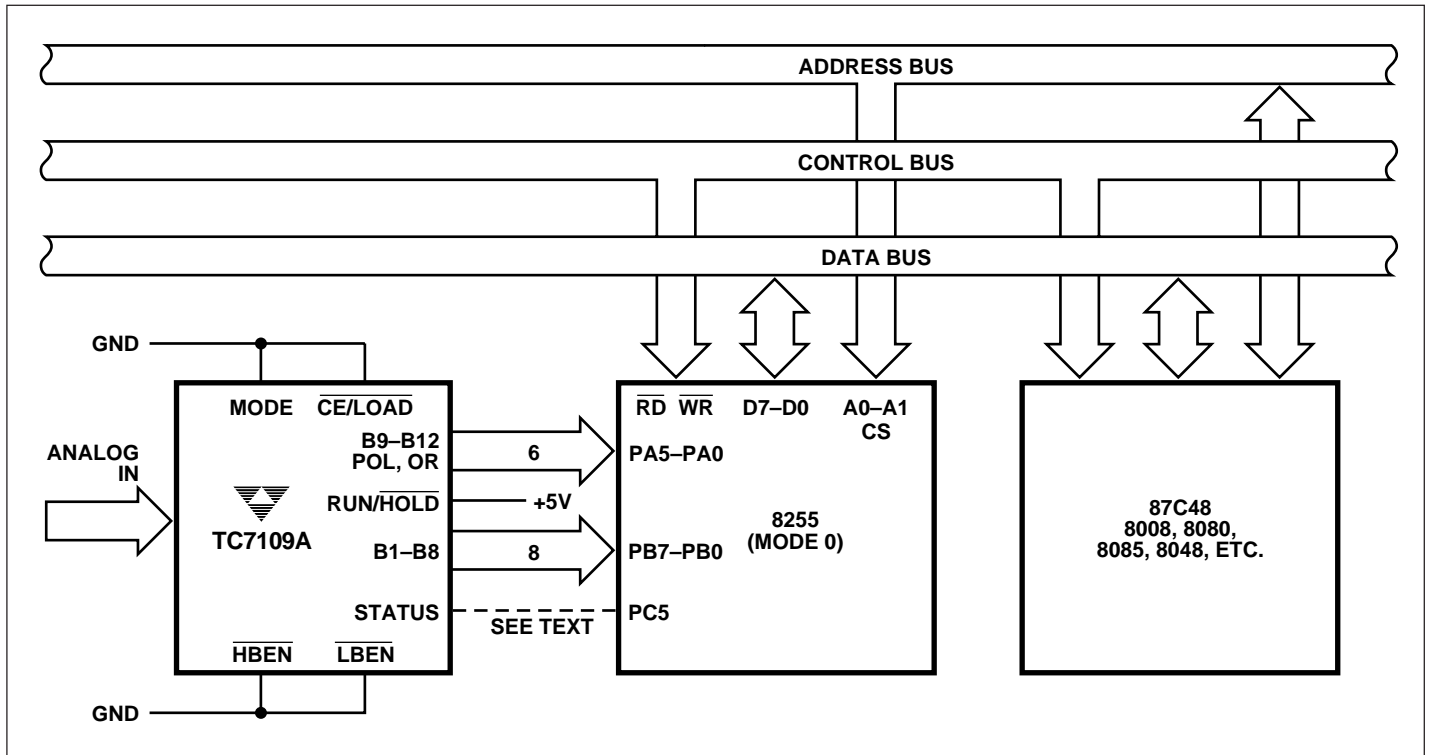 ADDRESS BUS
CONTROL BUS
DATA BUS
GND
MODE
CE/LOAD
B9–B12
POL, OR
6
ANALOG
IN
RUN/HOLD
+5V
TC7109A
B1–B8
8
STATUS
SEE TEXT
HBEN
LBEN
GND
RD WR
D7–D0
A0–A1
CS
PA5–PA0
8255
(MODE 0)
PB7–PB0
PC5
87C48
8008, 8080,
8085, 8048, ETC.